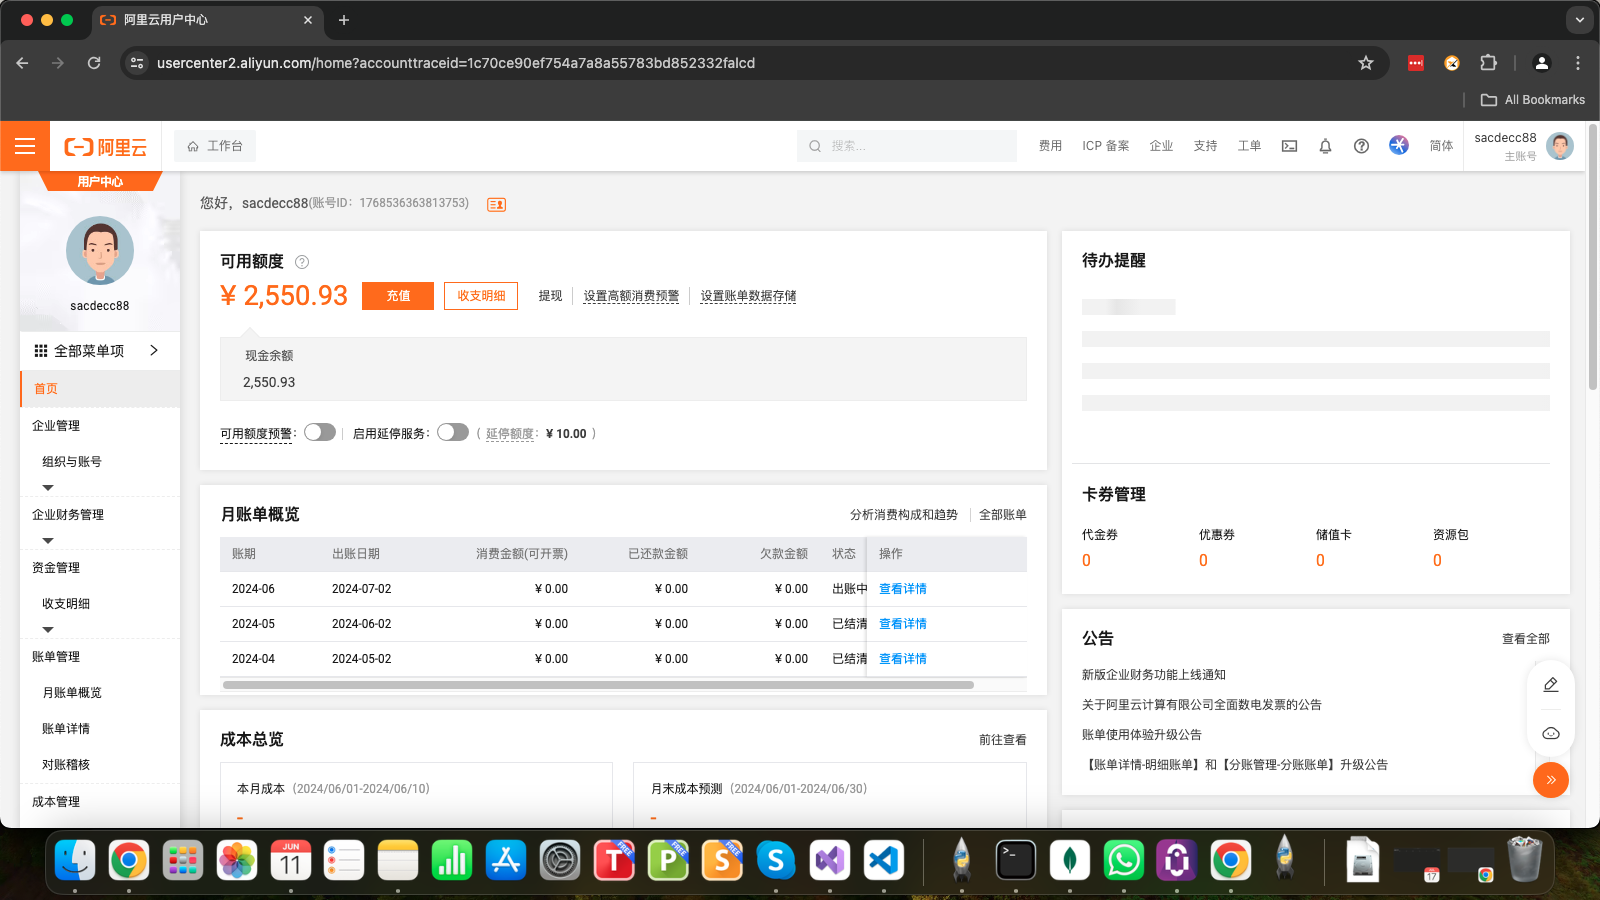 阿里云用户中心
usercenter2.aliyun.com/home?accounttraceid=1c70ce90ef754a7a8a55783bd852332falcd
All Bookmarks
阿里云
工作台
搜索...
费用
ICP 备案
企业
支持
工单
简体
sacdecc88
主账号
用户中心
sacdecc88
全部菜单项
首页
企业管理
组织与账号
企业财务管理
资金管理
收支明细
账单管理
月账单概览
账单详情
对账稽核
成本管理
您好，sacdecc88(账号ID：1768536363813753)
可用额度
¥ 2,550.93
充值
收支明细
提现
设置高额消费预警
设置账单数据存储
现金余额
2,550.93
可用额度预警：
启用延停服务：
( 延停额度：¥ 10.00 )
月账单概览
分析消费构成和趋势
全部账单
账期 出账日期 消费金额(可开票) 已还款金额 欠款金额 状态 操作
2024-06 2024-07-02 ¥ 0.00 ¥ 0.00 ¥ 0.00 出账中 查看详情
2024-05 2024-06-02 ¥ 0.00 ¥ 0.00 ¥ 0.00 已结清 查看详情
2024-04 2024-05-02 ¥ 0.00 ¥ 0.00 ¥ 0.00 已结清 查看详情
成本总览
前往查看
本月成本 (2024/06/01-2024/06/10)
-
月末成本预测 (2024/06/01-2024/06/30)
-
待办提醒
卡券管理
代金券 优惠券 储值卡 资源包
0 0 0 0
公告
查看全部
新版企业财务功能上线通知
关于阿里云计算有限公司全面数电发票的公告
账单使用体验升级公告
【账单详情-明细账单】和【分账管理-分账账单】升级公告
JUN
11
T
FREE
P
FREE
S
FREE
S
17